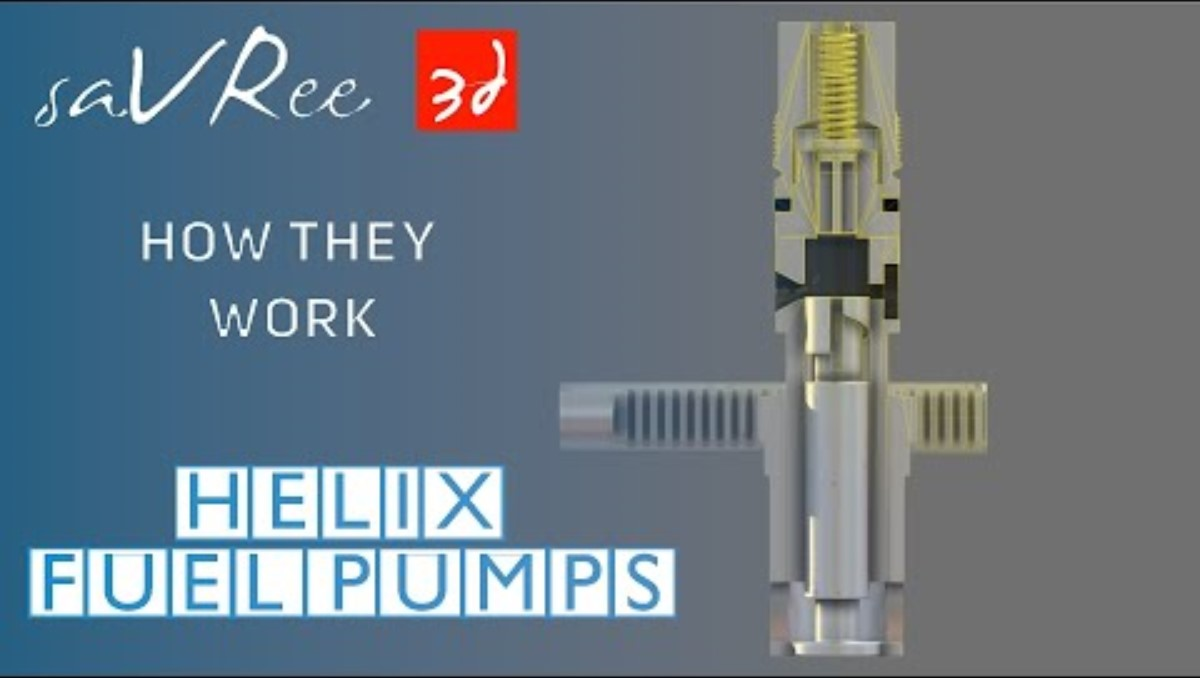 saVRee 3d
HOW THEY
WORK
HELIX
FUEL PUMPS